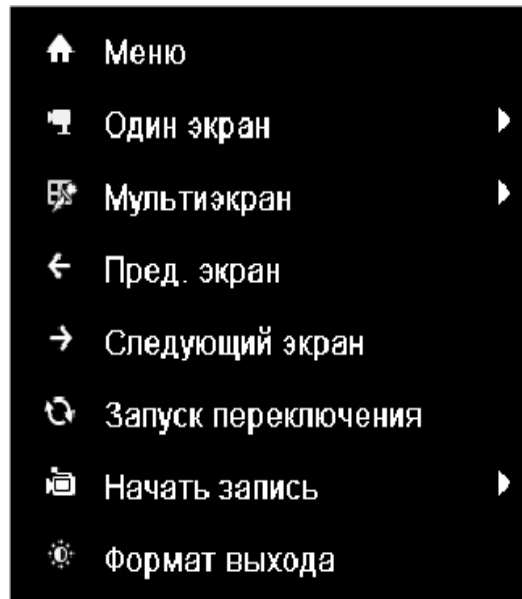 Меню
Один экран
Мультиэкран
Пред. экран
Следующий экран
Запуск переключения
Начать запись
Формат выхода